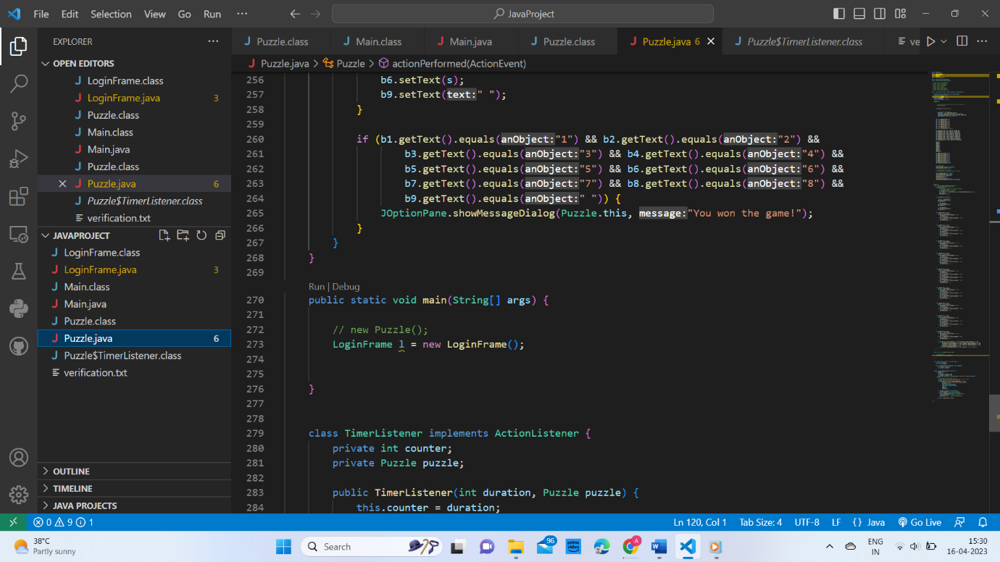 File Edit Selection View Go Run ··· JavaProject
EXPLORER ···
OPEN EDITORS
J LoginFrame.class
J LoginFrame.java 3
J Puzzle.class
J Main.class
J Main.java
J Puzzle.class
J Puzzle.java 6
J Puzzle$TimerListener.class
verification.txt
JAVAPROJECT
J LoginFrame.class
J LoginFrame.java 3
J Main.class
J Main.java
J Puzzle.class
J Puzzle.java 6
J Puzzle$TimerListener.class
verification.txt
OUTLINE
TIMELINE
JAVA PROJECTS
J Puzzle.class J Main.class J Main.java J Puzzle.class J Puzzle.java 6 J Puzzle$TimerListener.class ve
J Puzzle.java > Puzzle > actionPerformed(ActionEvent)
256 b6.setText(s);
257 b9.setText(text:" ");
258 }
259
260 if (b1.getText().equals(anObject:"1") && b2.getText().equals(anObject:"2") &&
261 b3.getText().equals(anObject:"3") && b4.getText().equals(anObject:"4") &&
262 b5.getText().equals(anObject:"5") && b6.getText().equals(anObject:"6") &&
263 b7.getText().equals(anObject:"7") && b8.getText().equals(anObject:"8") &&
264 b9.getText().equals(anObject:" ")) {
265 JOptionPane.showMessageDialog(Puzzle.this, message:"You won the game!");
266 }
267 }
268 }
269
Run | Debug
270 public static void main(String[] args) {
271
272 // new Puzzle();
273 LoginFrame l = new LoginFrame();
274
275
276 }
277
278
279 class TimerListener implements ActionListener {
280 private int counter;
281 private Puzzle puzzle;
282
283 public TimerListener(int duration, Puzzle puzzle) {
284 this.counter = duration;
0 9 1 Ln 120, Col 1 Tab Size: 4 UTF-8 LF {} Java Go Live
38°C
Partly sunny
Search
96
prime video
A
ENG
IN
15:30
16-04-2023